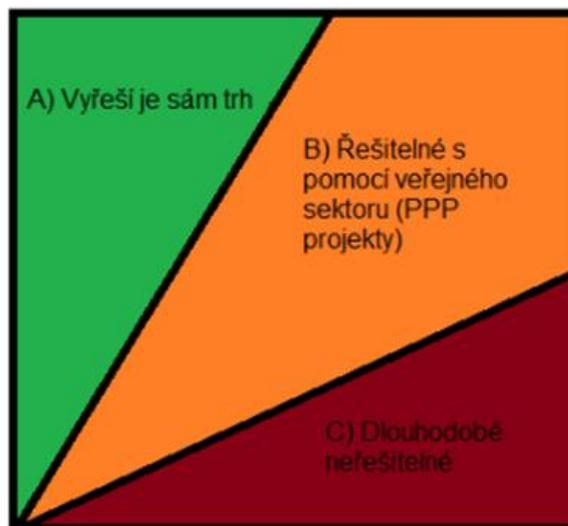 A) Vyřeší je sám trh
B) Řešitelné s
pomocí veřejného
sektoru (PPP
projekty)
C) Dlouhodobě
neřešitelné